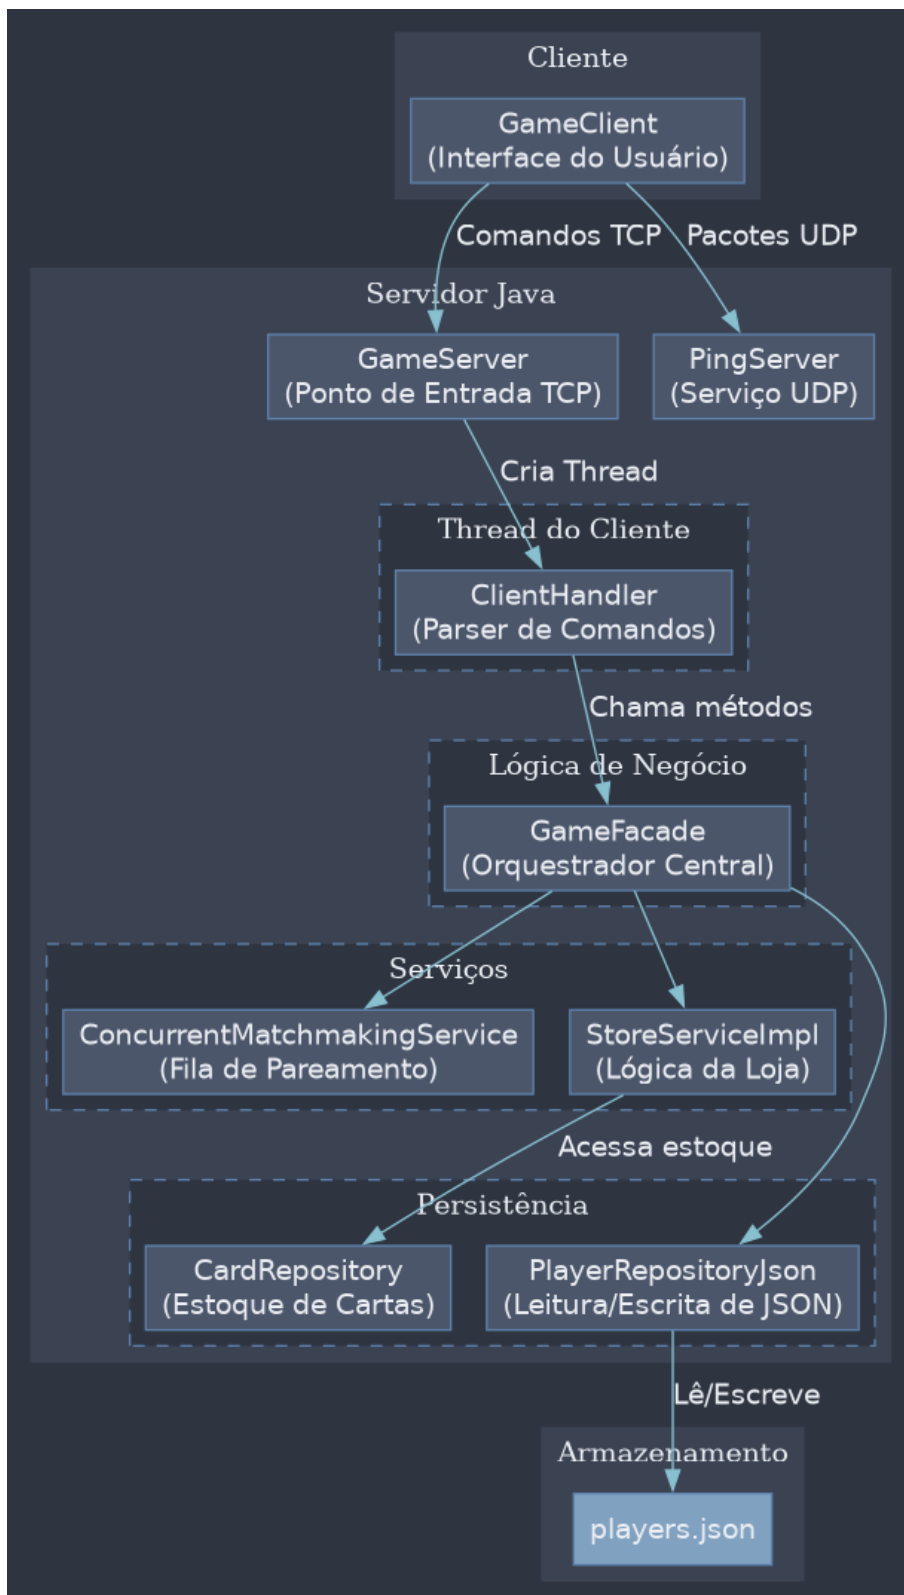 Cliente
GameClient
(Interface do Usuário)
Comandos TCP
Pacotes UDP
Servidor Java
GameServer
(Ponto de Entrada TCP)
PingServer
(Serviço UDP)
Cria Thread
Thread do Cliente
ClientHandler
(Parser de Comandos)
Chama métodos
Lógica de Negócio
GameFacade
(Orquestrador Central)
Serviços
ConcurrentMatchmakingService
(Fila de Pareamento)
StoreServiceImpl
(Lógica da Loja)
Acessa estoque
Persistência
CardRepository
(Estoque de Cartas)
PlayerRepositoryJson
(Leitura/Escrita de JSON)
Lê/Escreve
Armazenamento
players.json